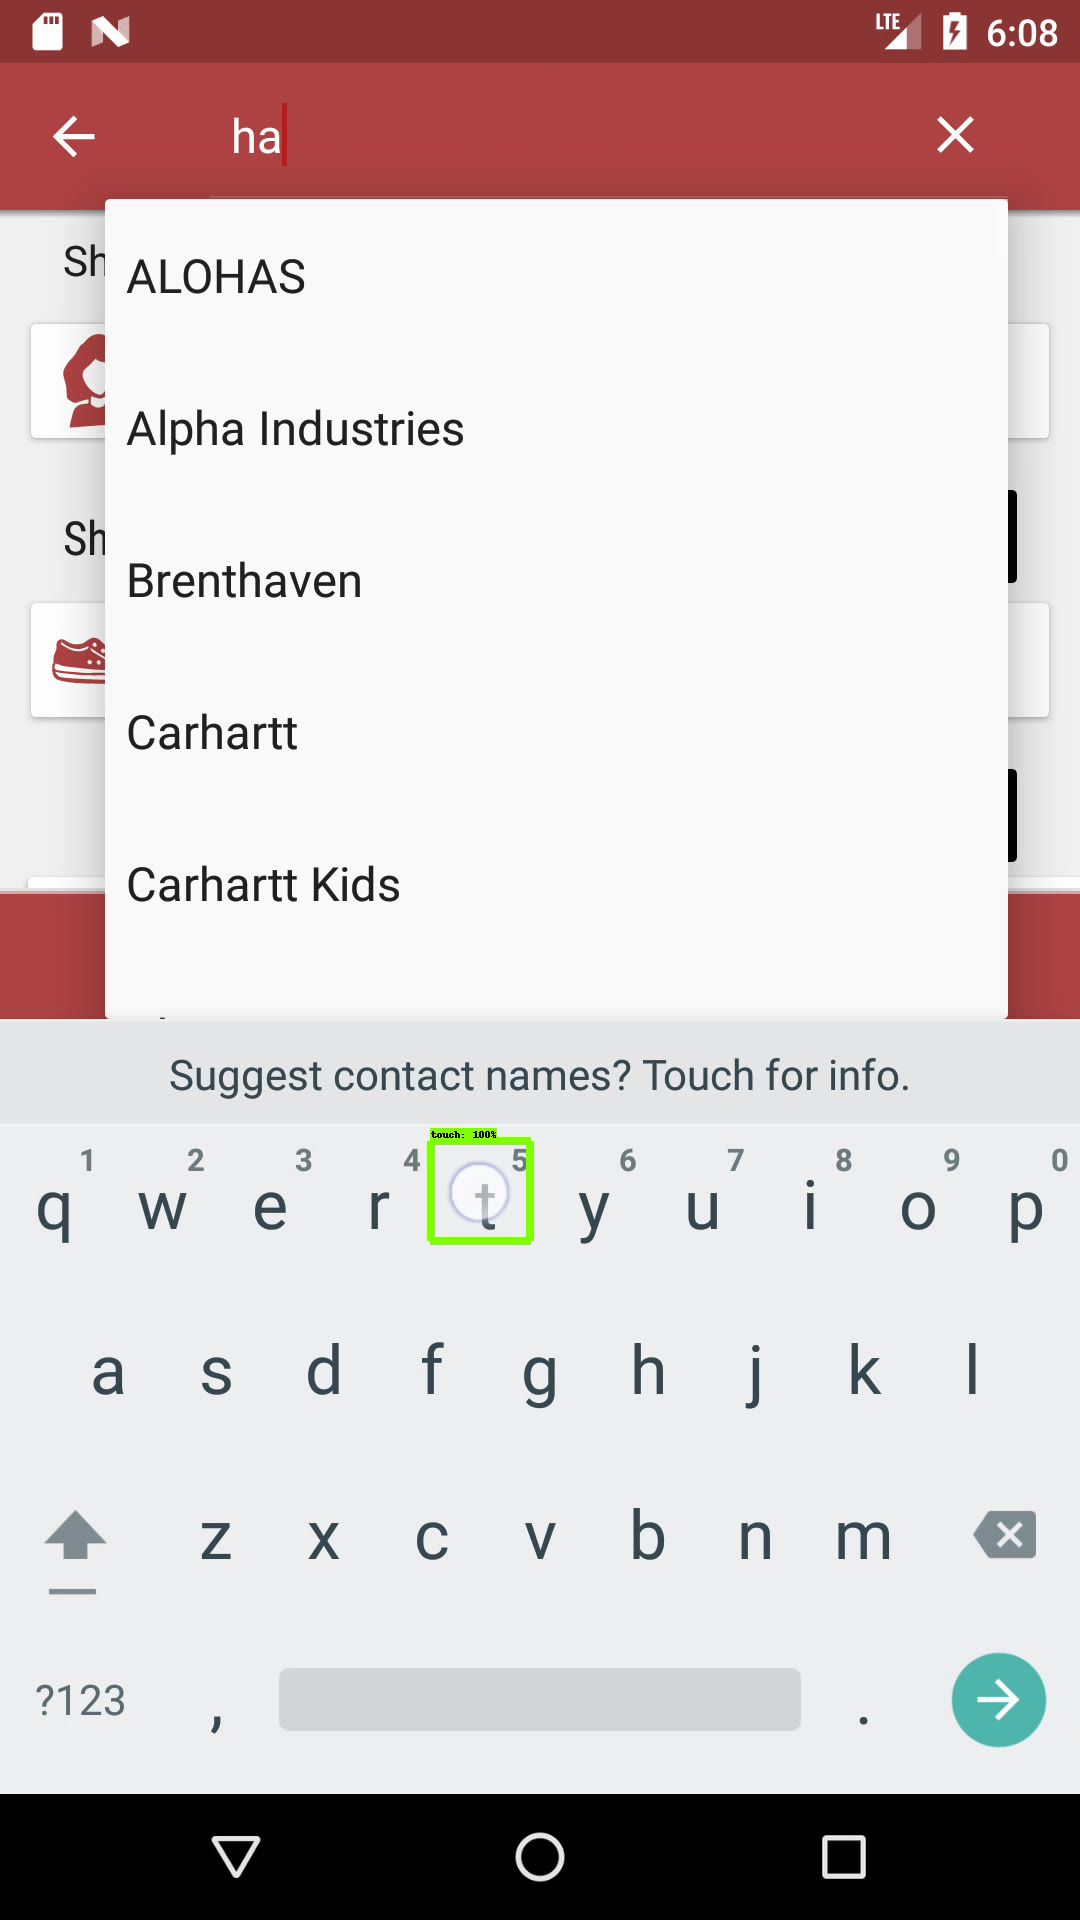 LTE 6:08
ha
Sh
ALOHAS
Alpha Industries
Sh
Brenthaven
Carhartt
Carhartt Kids
Suggest contact names? Touch for info.
touch: 100%
1 2 3 4 5 6 7 8 9 0
q w e r t y u i o p
a s d f g h j k l
z x c v b n m
?123 , .